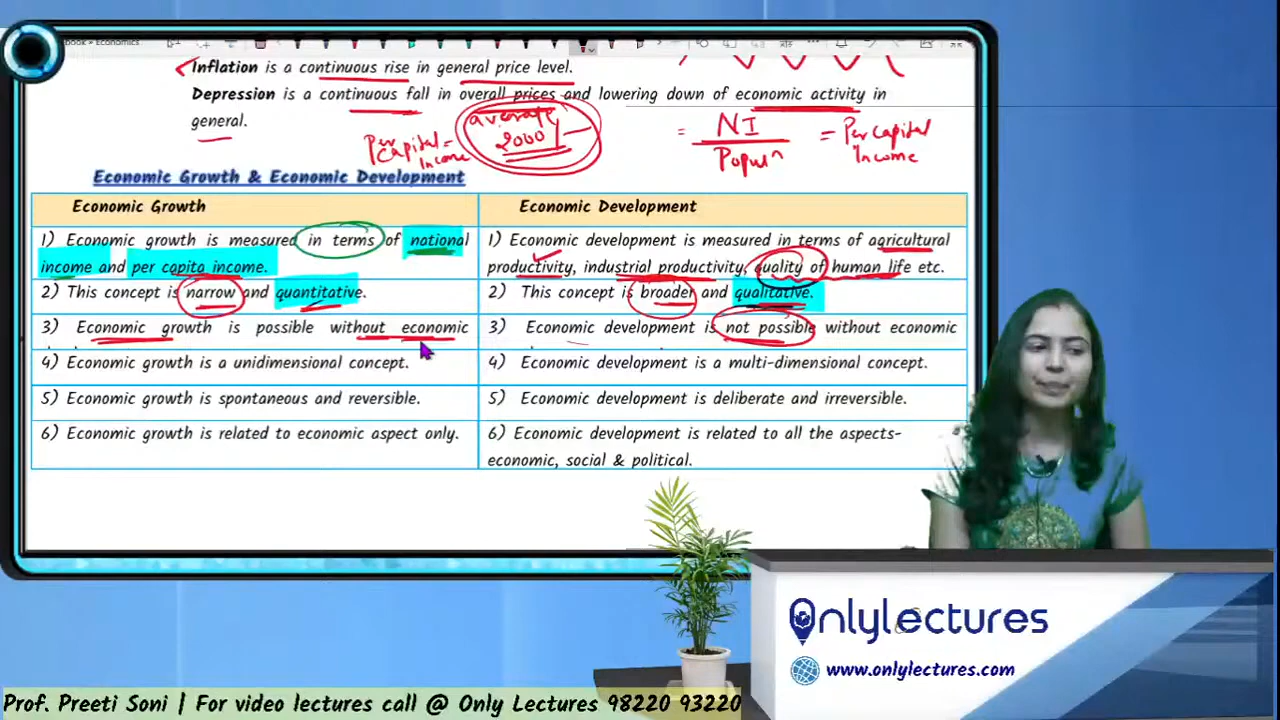 book » Economics
Inflation is a continuous rise in general price level.
Depression is a continuous fall in overall prices and lowering down of economic activity in
general.
Per Capital Income =
average
2000/-
= NI / Popuⁿ = Per Capital Income
Economic Growth & Economic Development
Economic Growth
Economic Development
1) Economic growth is measured in terms of national
income and per capita income.
1) Economic development is measured in terms of agricultural
productivity, industrial productivity, quality of human life etc.
2) This concept is narrow and quantitative.
2) This concept is broader and qualitative.
3) Economic growth is possible without economic
3) Economic development is not possible without economic
4) Economic growth is a unidimensional concept.
4) Economic development is a multi-dimensional concept.
5) Economic growth is spontaneous and reversible.
5) Economic development is deliberate and irreversible.
6) Economic growth is related to economic aspect only.
6) Economic development is related to all the aspects-
economic, social & political.
Onlylectures
www.onlylectures.com
Prof. Preeti Soni | For video lectures call @ Only Lectures 98220 93220